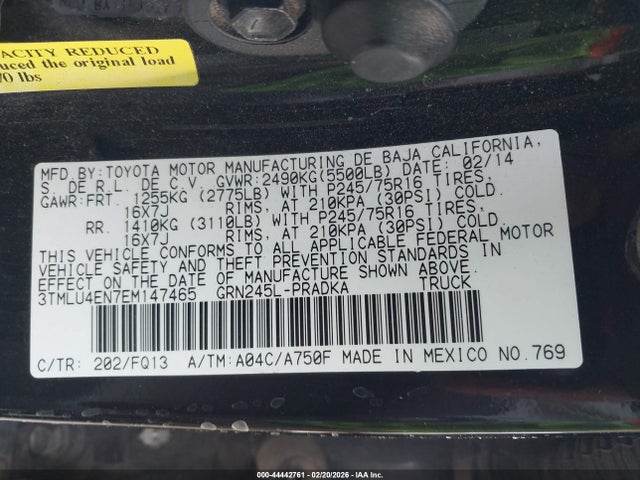 ACITY REDUCED
uced the original load
70 lbs
MFD.BY:TOYOTA MOTOR MANUFACTURING DE BAJA CALIFORNIA,
S. DE R.L. DE C.V. GVWR:2490KG(5500LB) DATE: 02/14
GAWR:FRT. 1255KG (2775LB) WITH P245/75R16 TIRES,
16X7J RIMS, AT 210KPA (30PSI) COLD.
RR. 1410KG (3110LB) WITH P245/75R16 TIRES,
16X7J RIMS, AT 210KPA (30PSI) COLD.
THIS VEHICLE CONFORMS TO ALL APPLICABLE FEDERAL MOTOR
VEHICLE SAFETY AND THEFT PREVENTION STANDARDS IN
EFFECT ON THE DATE OF MANUFACTURE SHOWN ABOVE.
3TMLU4EN7EM147465 GRN245L-PRADKA TRUCK
C/TR: 202/FQ13 A/TM:A04C/A750F MADE IN MEXICO NO.769
000-44442761 - 02/20/2026 - IAA Inc.